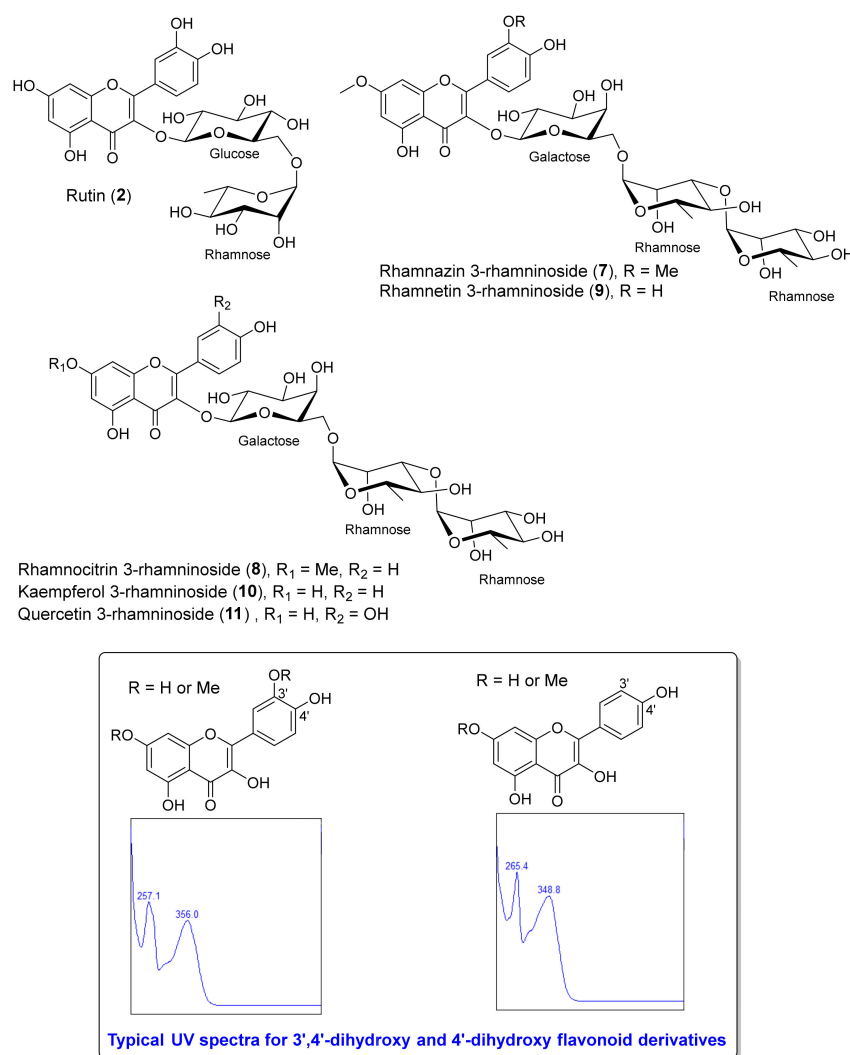 OH
HO
OH
HO
O
HO
OH
OH
O
O
OH
O
Glucose
O
Rutin (2)
HO
O
HO
OH
Rhamnose
OR
OH
O
O
HO
OH
OH
O
O
OH
O
Galactose
O
O
O
OH
OH
Rhamnose
O
OH
OH
OH
Rhamnose
Rhamnazin 3-rhamninoside (7), R = Me
Rhamnetin 3-rhamninoside (9), R = H
R2
OH
R1O
O
HO
OH
OH
O
O
OH
O
Galactose
O
O
O
OH
OH
Rhamnose
O
OH
OH
OH
Rhamnose
Rhamnocitrin 3-rhamninoside (8), R1 = Me, R2 = H
Kaempferol 3-rhamninoside (10), R1 = H, R2 = H
Quercetin 3-rhamninoside (11) , R1 = H, R2 = OH
R = H or Me
OR
3'
OH
4'
RO
O
OH
OH
O
257.1
356.0
R = H or Me
3'
OH
4'
RO
O
OH
OH
O
265.4
348.8
Typical UV spectra for 3',4'-dihydroxy and 4'-dihydroxy flavonoid derivatives